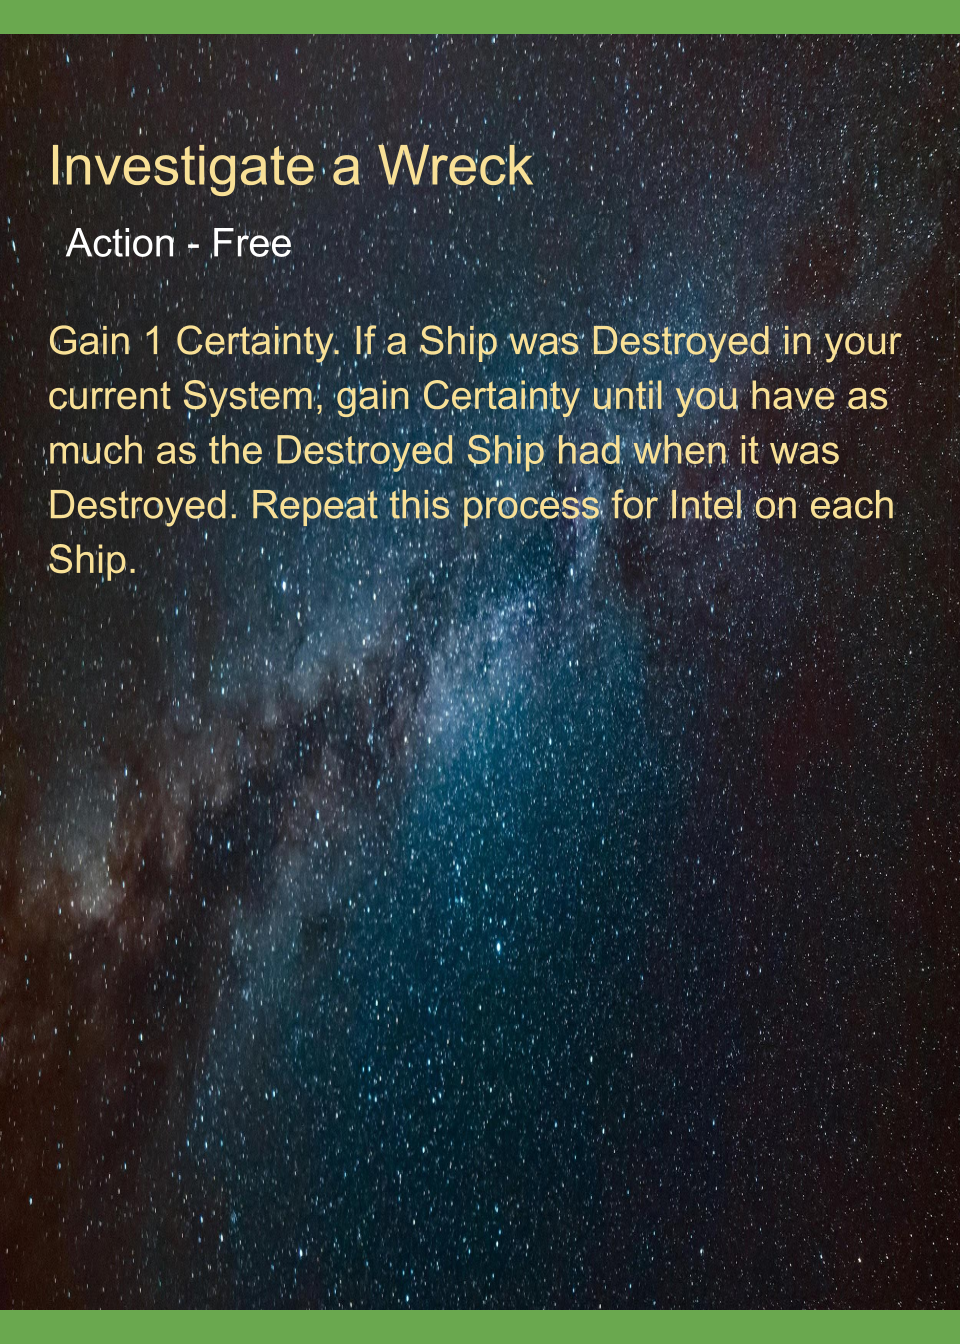 Investigate a Wreck
Action - Free
Gain 1 Certainty. If a Ship was Destroyed in your
current System, gain Certainty until you have as
much as the Destroyed Ship had when it was
Destroyed. Repeat this process for Intel on each
Ship.